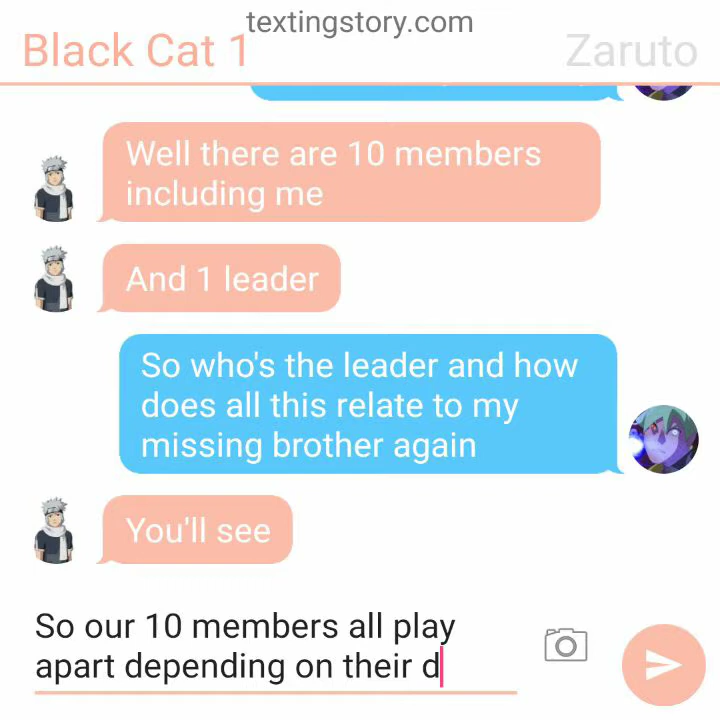 textingstory.com
Black Cat 1
Zaruto
Well there are 10 members
including me
And 1 leader
So who's the leader and how
does all this relate to my
missing brother again
You'll see
So our 10 members all play
apart depending on their d